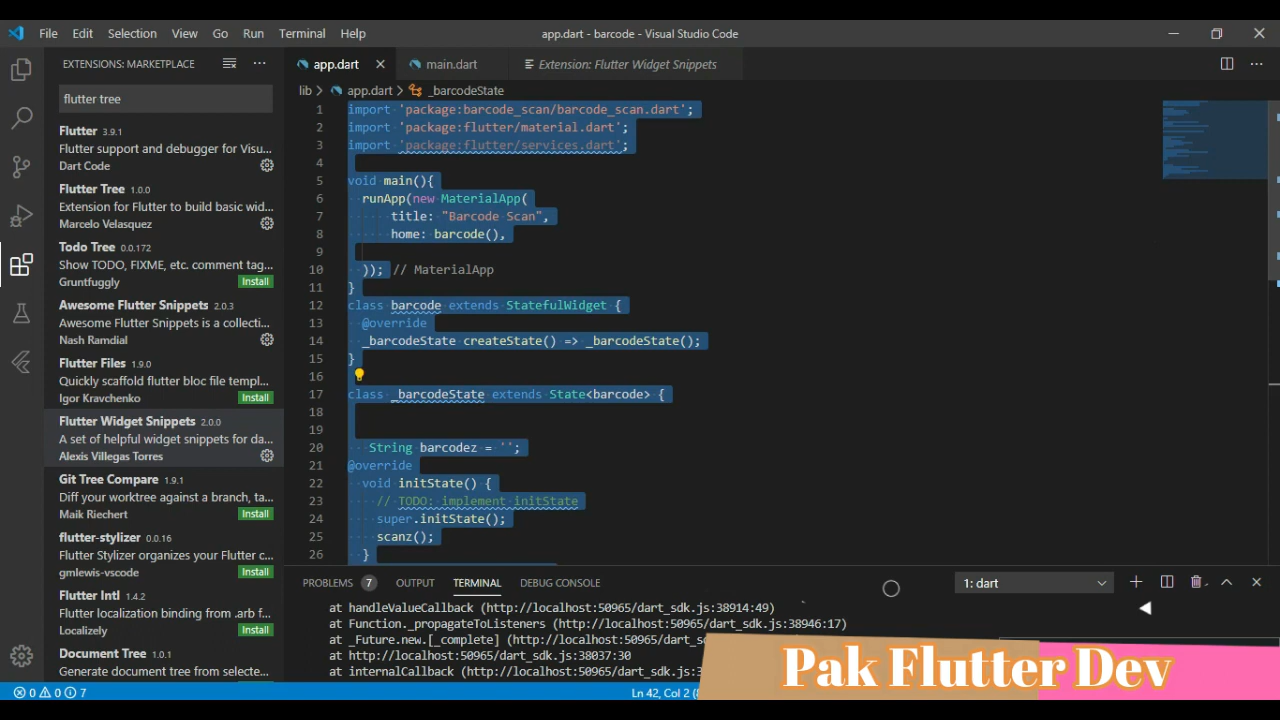 File Edit Selection View Go Run Terminal Help
app.dart - barcode - Visual Studio Code
EXTENSIONS: MARKETPLACE
flutter tree
Flutter 3.9.1
Flutter support and debugger for Visu...
Dart Code
Flutter Tree 1.0.0
Extension for Flutter to build basic wid...
Marcelo Velasquez
Todo Tree 0.0.172
Show TODO, FIXME, etc. comment tag...
Gruntfuggly Install
Awesome Flutter Snippets 2.0.3
Awesome Flutter Snippets is a collecti...
Nash Ramdial
Flutter Files 1.9.0
Quickly scaffold flutter bloc file templ...
Igor Kravchenko Install
Flutter Widget Snippets 2.0.0
A set of helpful widget snippets for da...
Alexis Villegas Torres
Git Tree Compare 1.9.1
Diff your worktree against a branch, ta...
Maik Riechert Install
flutter-stylizer 0.0.16
Flutter Stylizer organizes your Flutter c...
gmlewis-vscode Install
Flutter Intl 1.4.2
Flutter localization binding from .arb f...
Localizely Install
Document Tree 1.0.1
Generate document tree from selecte...
app.dart main.dart Extension: Flutter Widget Snippets
lib > app.dart > _barcodeState
1 import 'package:barcode_scan/barcode_scan.dart';
2 import 'package:flutter/material.dart';
3 import 'package:flutter/services.dart';
4
5 void main(){
6 runApp(new MaterialApp(
7 title: "Barcode Scan",
8 home: barcode(),
9
10 )); // MaterialApp
11 }
12 class barcode extends StatefulWidget {
13 @override
14 _barcodeState createState() => _barcodeState();
15 }
16
17 class _barcodeState extends State<barcode> {
18
19
20 String barcodez = '';
21 @override
22 void initState() {
23 // TODO: implement initState
24 super.initState();
25 scanz();
26 }
PROBLEMS 7 OUTPUT TERMINAL DEBUG CONSOLE 1: dart
at handleValueCallback (http://localhost:50965/dart_sdk.js:38914:49)
at Function._propagateToListeners (http://localhost:50965/dart_sdk.js:38946:17)
at _Future.new.[_complete] (http://localhost:50965/dart_sdk.js:
at http://localhost:50965/dart_sdk.js:38037:30
at internalCallback (http://localhost:50965/dart_sdk.js:
Pak Flutter Dev
0 0 7 Ln 42, Col 2